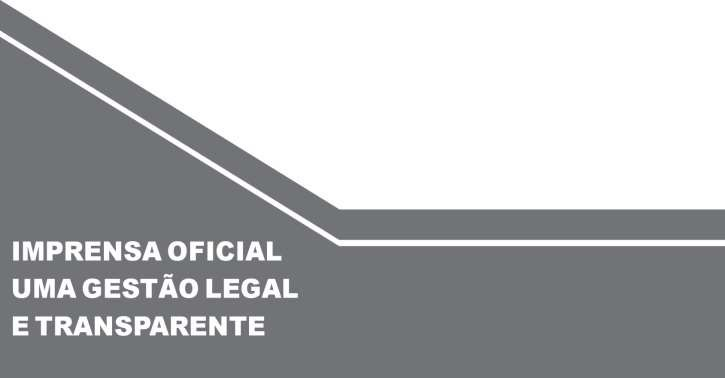 IMPRENSA OFICIAL
UMA GESTÃO LEGAL
E TRANSPARENTE